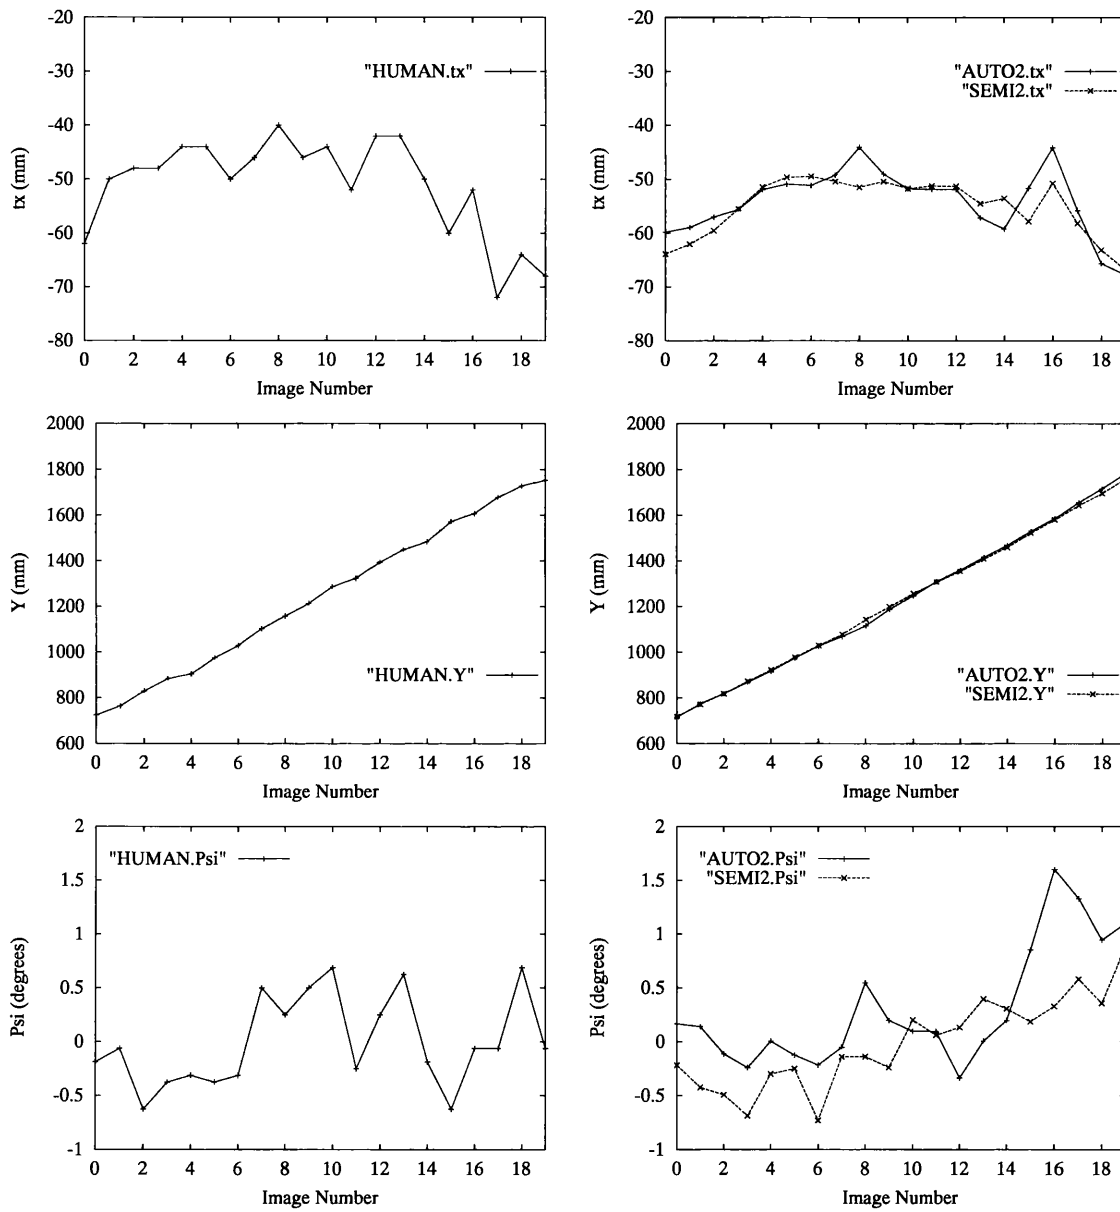 -20
-30
-40
-50
-60
-70
-80
tx (mm)
"HUMAN.tx"
0 2 4 6 8 10 12 14 16 18
Image Number
-20
-30
-40
-50
-60
-70
-80
tx (mm)
"AUTO2.tx"
"SEMI2.tx"
0 2 4 6 8 10 12 14 16 18
Image Number
2000
1800
1600
1400
1200
1000
800
600
Y (mm)
"HUMAN.Y"
0 2 4 6 8 10 12 14 16 18
Image Number
2000
1800
1600
1400
1200
1000
800
600
Y (mm)
"AUTO2.Y"
"SEMI2.Y"
0 2 4 6 8 10 12 14 16 18
Image Number
2
1.5
1
0.5
0
-0.5
-1
Psi (degrees)
"HUMAN.Psi"
0 2 4 6 8 10 12 14 16 18
Image Number
2
1.5
1
0.5
0
-0.5
-1
Psi (degrees)
"AUTO2.Psi"
"SEMI2.Psi"
0 2 4 6 8 10 12 14 16 18
Image Number